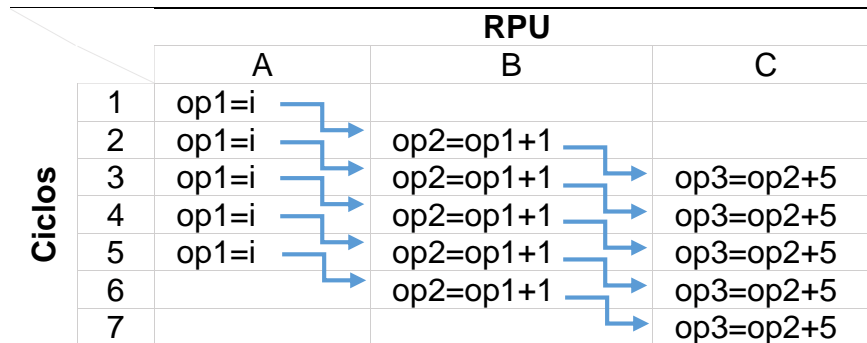 RPU
A B C
Ciclos
1 op1=i
2 op1=i op2=op1+1
3 op1=i op2=op1+1 op3=op2+5
4 op1=i op2=op1+1 op3=op2+5
5 op1=i op2=op1+1 op3=op2+5
6 op2=op1+1 op3=op2+5
7 op3=op2+5